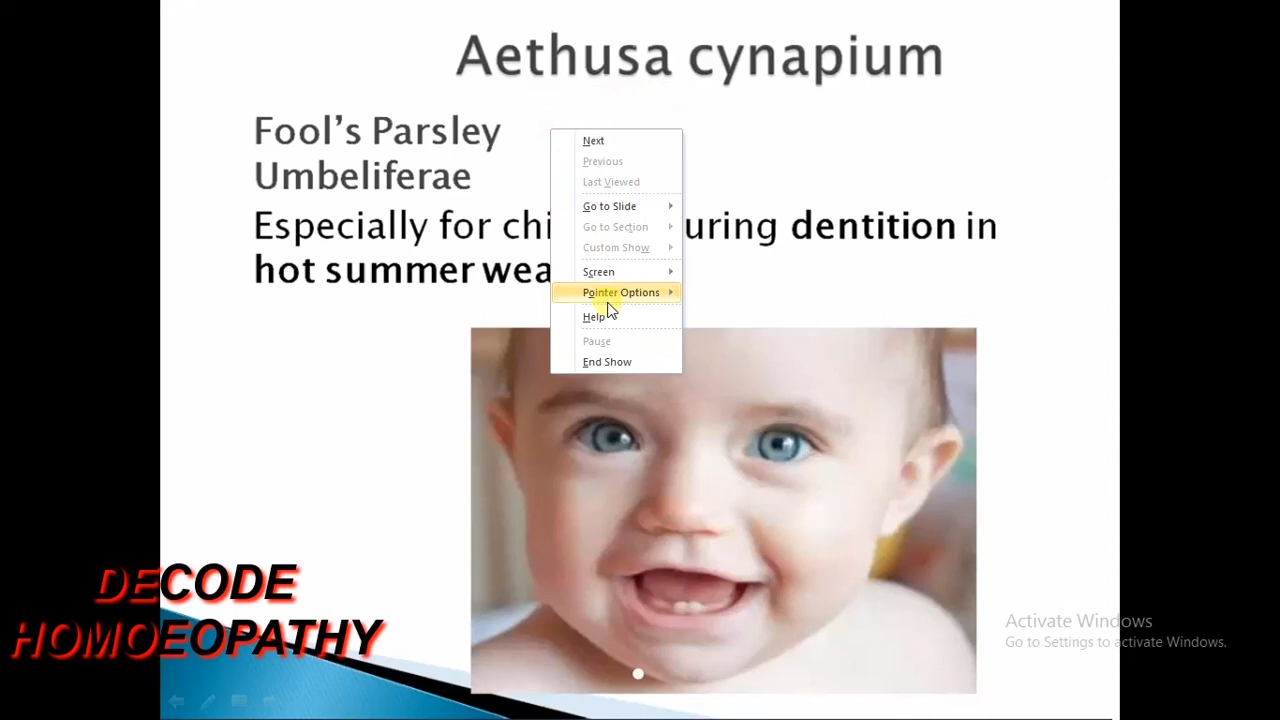 Aethusa cynapium
Fool's Parsley
Umbeliferae
Especially for chi uring dentition in
hot summer wea
Next
Previous
Last Viewed
Go to Slide
Go to Section
Custom Show
Screen
Pointer Options
Help
Pause
End Show
DECODE
HOMOEOPATHY
Activate Windows
Go to Settings to activate Windows.